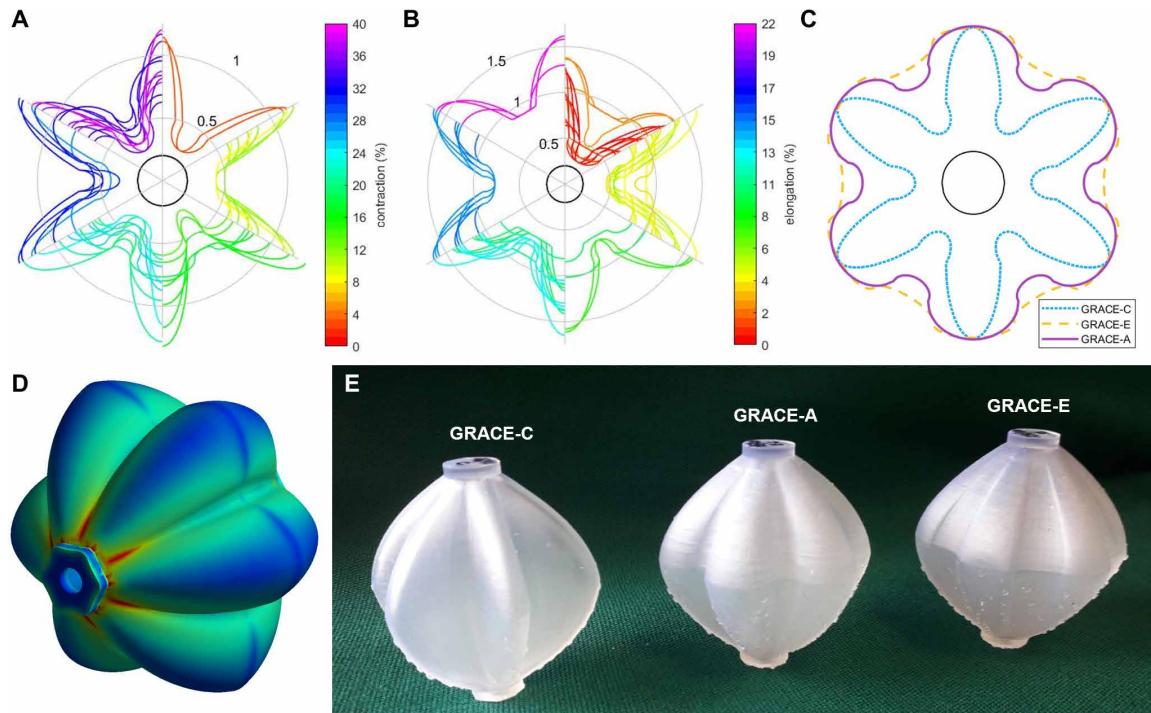 A
1
0.5
40
36
32
28
24
20
16
12
8
4
0
contraction (%)
B
1.5
1
0.5
22
19
17
15
13
11
8
6
4
2
0
elongation (%)
C
GRACE-C
GRACE-E
GRACE-A
D
E
GRACE-C
GRACE-A
GRACE-E